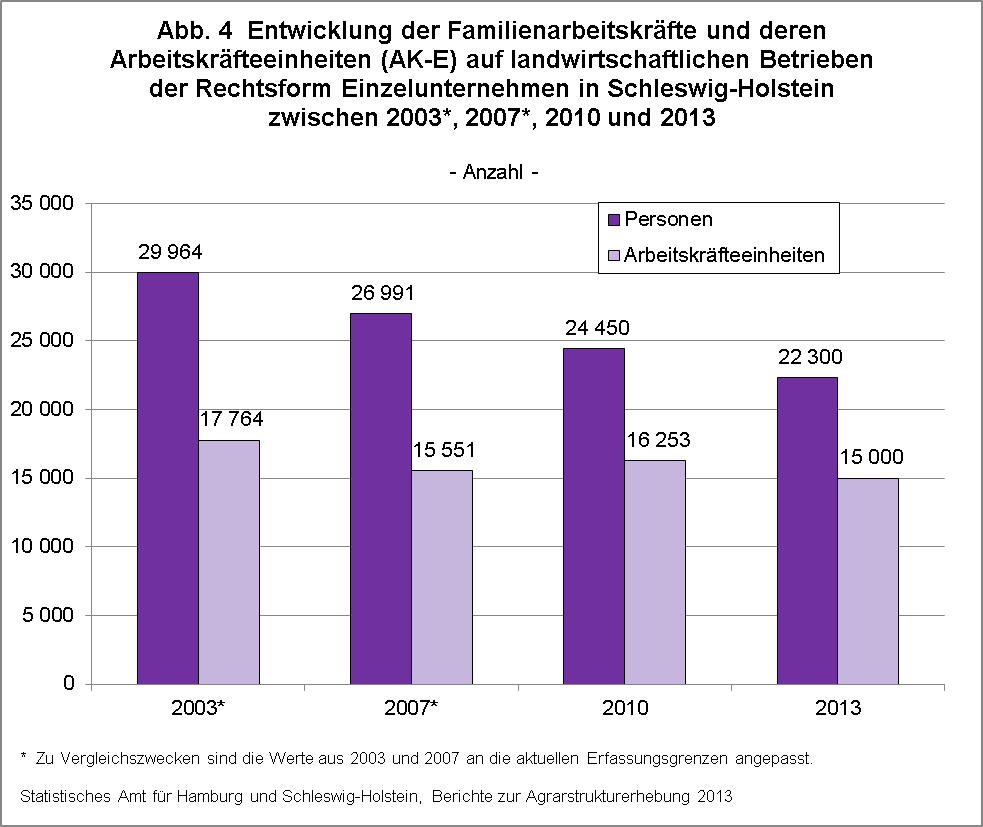 Abb. 4 Entwicklung der Familienarbeitskräfte und deren
Arbeitskräfteeinheiten (AK-E) auf landwirtschaftlichen Betrieben
der Rechtsform Einzelunternehmen in Schleswig-Holstein
zwischen 2003*, 2007*, 2010 und 2013
- Anzahl -
35 000
30 000
25 000
20 000
15 000
10 000
5 000
0
Personen
Arbeitskräfteeinheiten
29 964
17 764
26 991
15 551
24 450
16 253
22 300
15 000
2003*
2007*
2010
2013
* Zu Vergleichszwecken sind die Werte aus 2003 und 2007 an die aktuellen Erfassungsgrenzen angepasst.
Statistisches Amt für Hamburg und Schleswig-Holstein, Berichte zur Agrarstrukturerhebung 2013